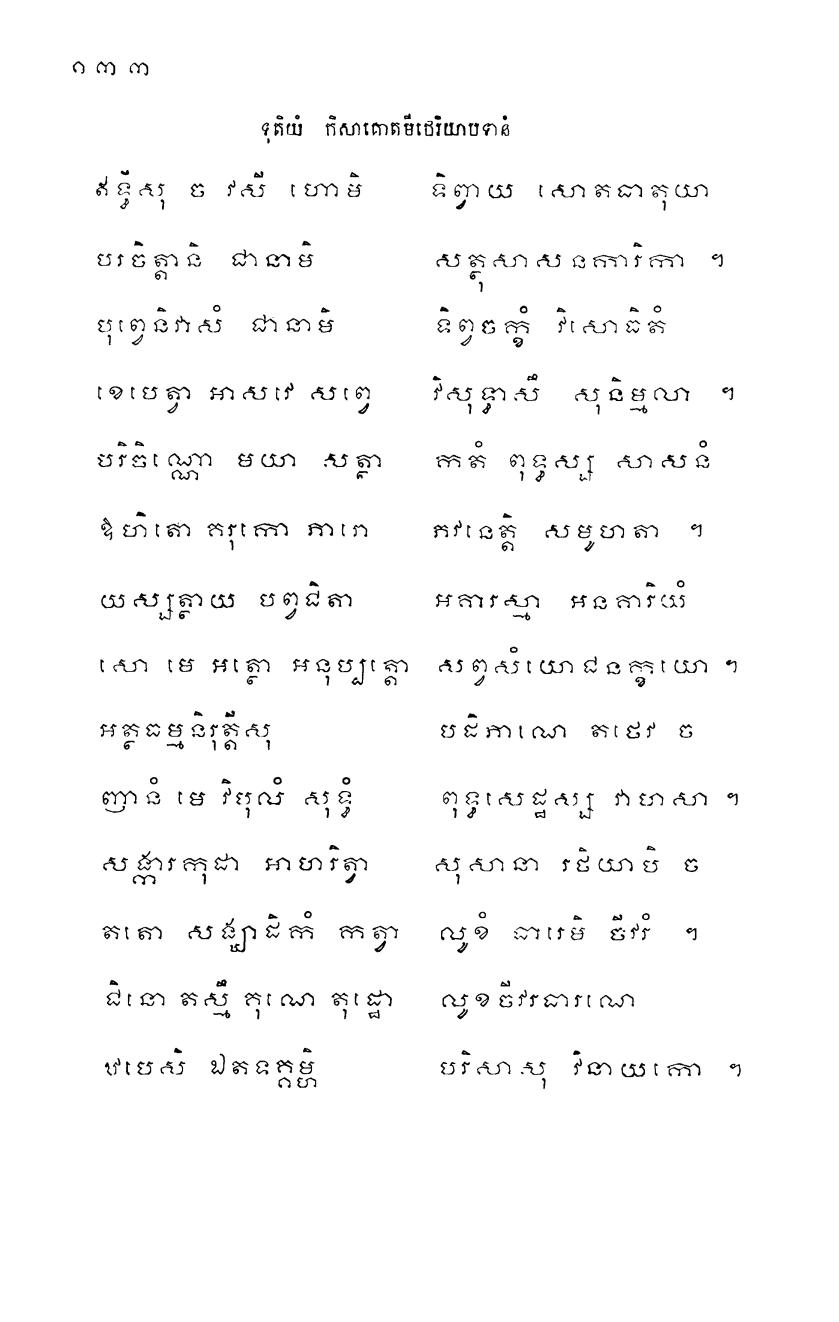 ១៣៣
ទុតិយំ កិសាគោតមីថេរិយាបទានំ
ឥទ្ធីសុ ច វសី ហោមិ ទិព្វាយ សោតធាតុយា
បរចិត្តានិ ជានាមិ សត្ថុសាសនការិកា ។
បុព្វេនិវាសំ ជានាមិ ទិព្វចក្ខុំ វិសោធិតំ
ខេបេត្វា អាសវេ សព្វេ វិសុទ្ធាសឹ សុនិម្មលា ។
បរិចិណ្ណោ មយា សត្ថា កតំ ពុទ្ធស្ស សាសនំ
ឱហិតោ គរុកោ ភារោ ភវនេត្តិ សមូហតា ។
យស្សត្ថាយ បព្វជិតា អគារស្មា អនគារិយំ
សោ មេ អត្ថោ អនុប្បត្តោ សព្វសំយោជនក្ខយោ ។
អត្ថធម្មនិរុត្តីសុ បដិភាណេ តថេវ ច
ញានំ មេ វិបុលំ សុទ្ធំ ពុទ្ធសេដ្ឋស្ស វាហសា ។
សង្ការកុដា អាហរិត្វា សុសានា រថិយាបិ ច
តតោ សង្ឃាដិកំ កត្វា លូខំ ធារេមិ ចីវរំ ។
ជិនោ តស្មឹ គុណេ តុដ្ឋោ លូខចីវរធារណេ
ឋបេសិ ឯតទគ្គម្ហិ បរិសាសុ វិនាយកោ ។